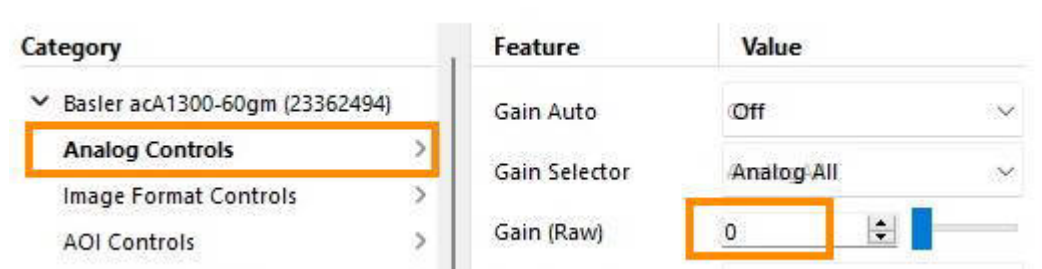 Category
Basler acA1300-60gm (23362494)
Analog Controls
Image Format Controls
AOI Controls
Feature Value
Gain Auto Off
Gain Selector Analog All
Gain (Raw) 0